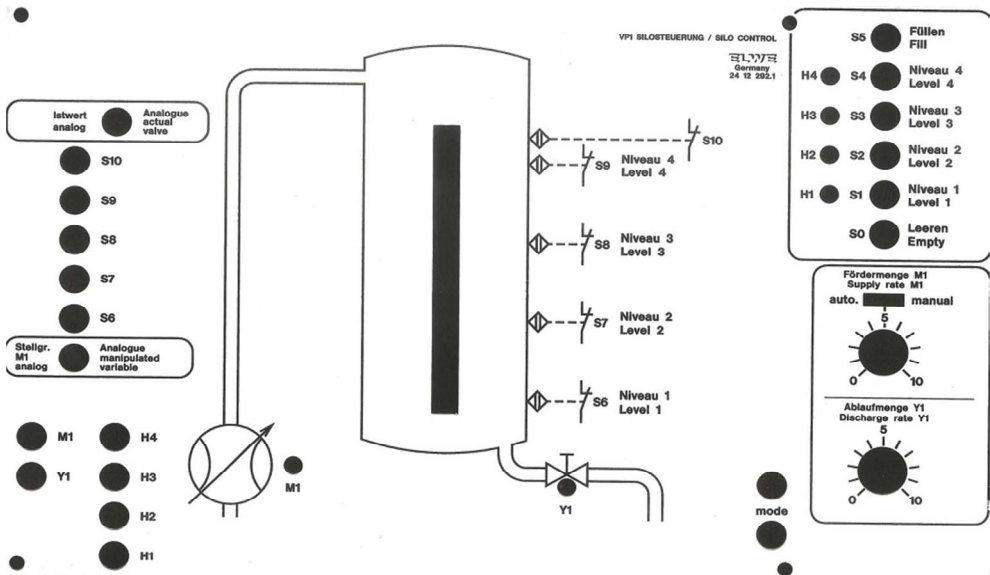 VP1 SILOSTEUERUNG / SILO CONTROL
ELWE
Germany
24 12 292.1
Istwert
analog
Analogue
actual
valve
S10
S9
S8
S7
S6
Stellgr.
M1
analog
Analogue
manipulated
variable
M1
Y1
H4
H3
H2
H1
M1
S10
S9
Niveau 4
Level 4
S8
Niveau 3
Level 3
S7
Niveau 2
Level 2
S6
Niveau 1
Level 1
Y1
mode
S5
Füllen
Fill
H4
S4
Niveau 4
Level 4
H3
S3
Niveau 3
Level 3
H2
S2
Niveau 2
Level 2
H1
S1
Niveau 1
Level 1
S0
Leeren
Empty
Fördermenge M1
Supply rate M1
auto.
manual
5
0
10
Ablaufmenge Y1
Discharge rate Y1
5
0
10